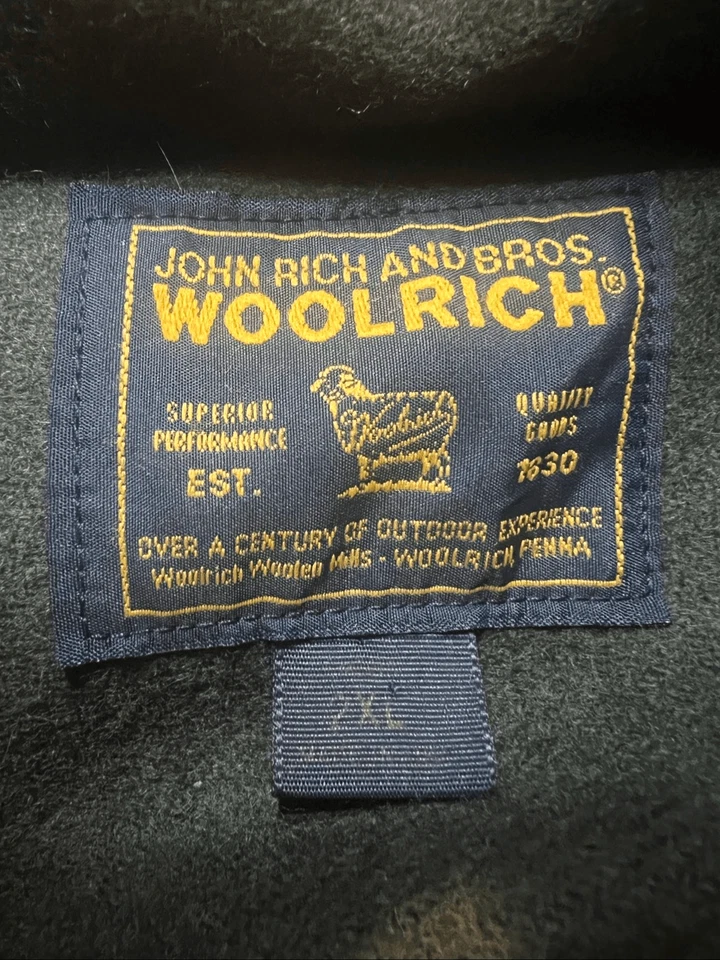 JOHN RICH AND BROS.
WOOLRICH®
SUPERIOR
PERFORMANCE
EST.
Woolrich
QUALITY
GOODS
1830
OVER A CENTURY OF OUTDOOR EXPERIENCE
Woolrich Woolen Mills - WOOLRICH, PENNA